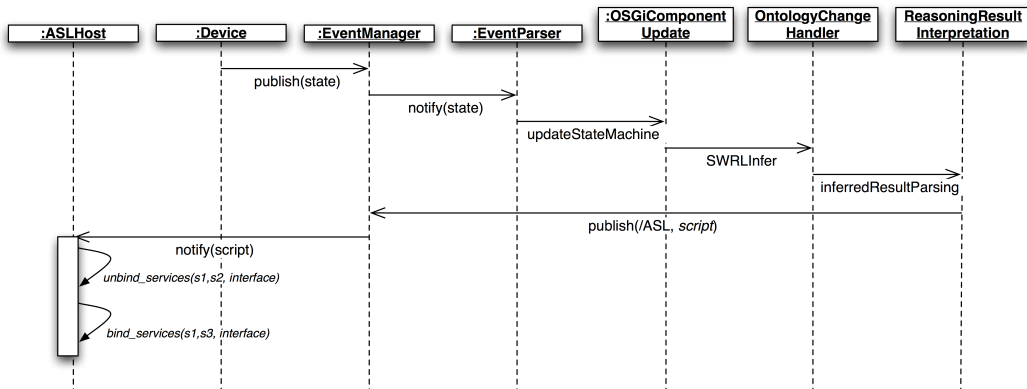 :ASLHost
:Device
:EventManager
:EventParser
:OSGiComponent
Update
OntologyChange
Handler
ReasoningResult
Interpretation
publish(state)
notify(state)
updateStateMachine
SWRLInfer
inferredResultParsing
publish(/ASL, script)
notify(script)
unbind_services(s1,s2, interface)
bind_services(s1,s3, interface)